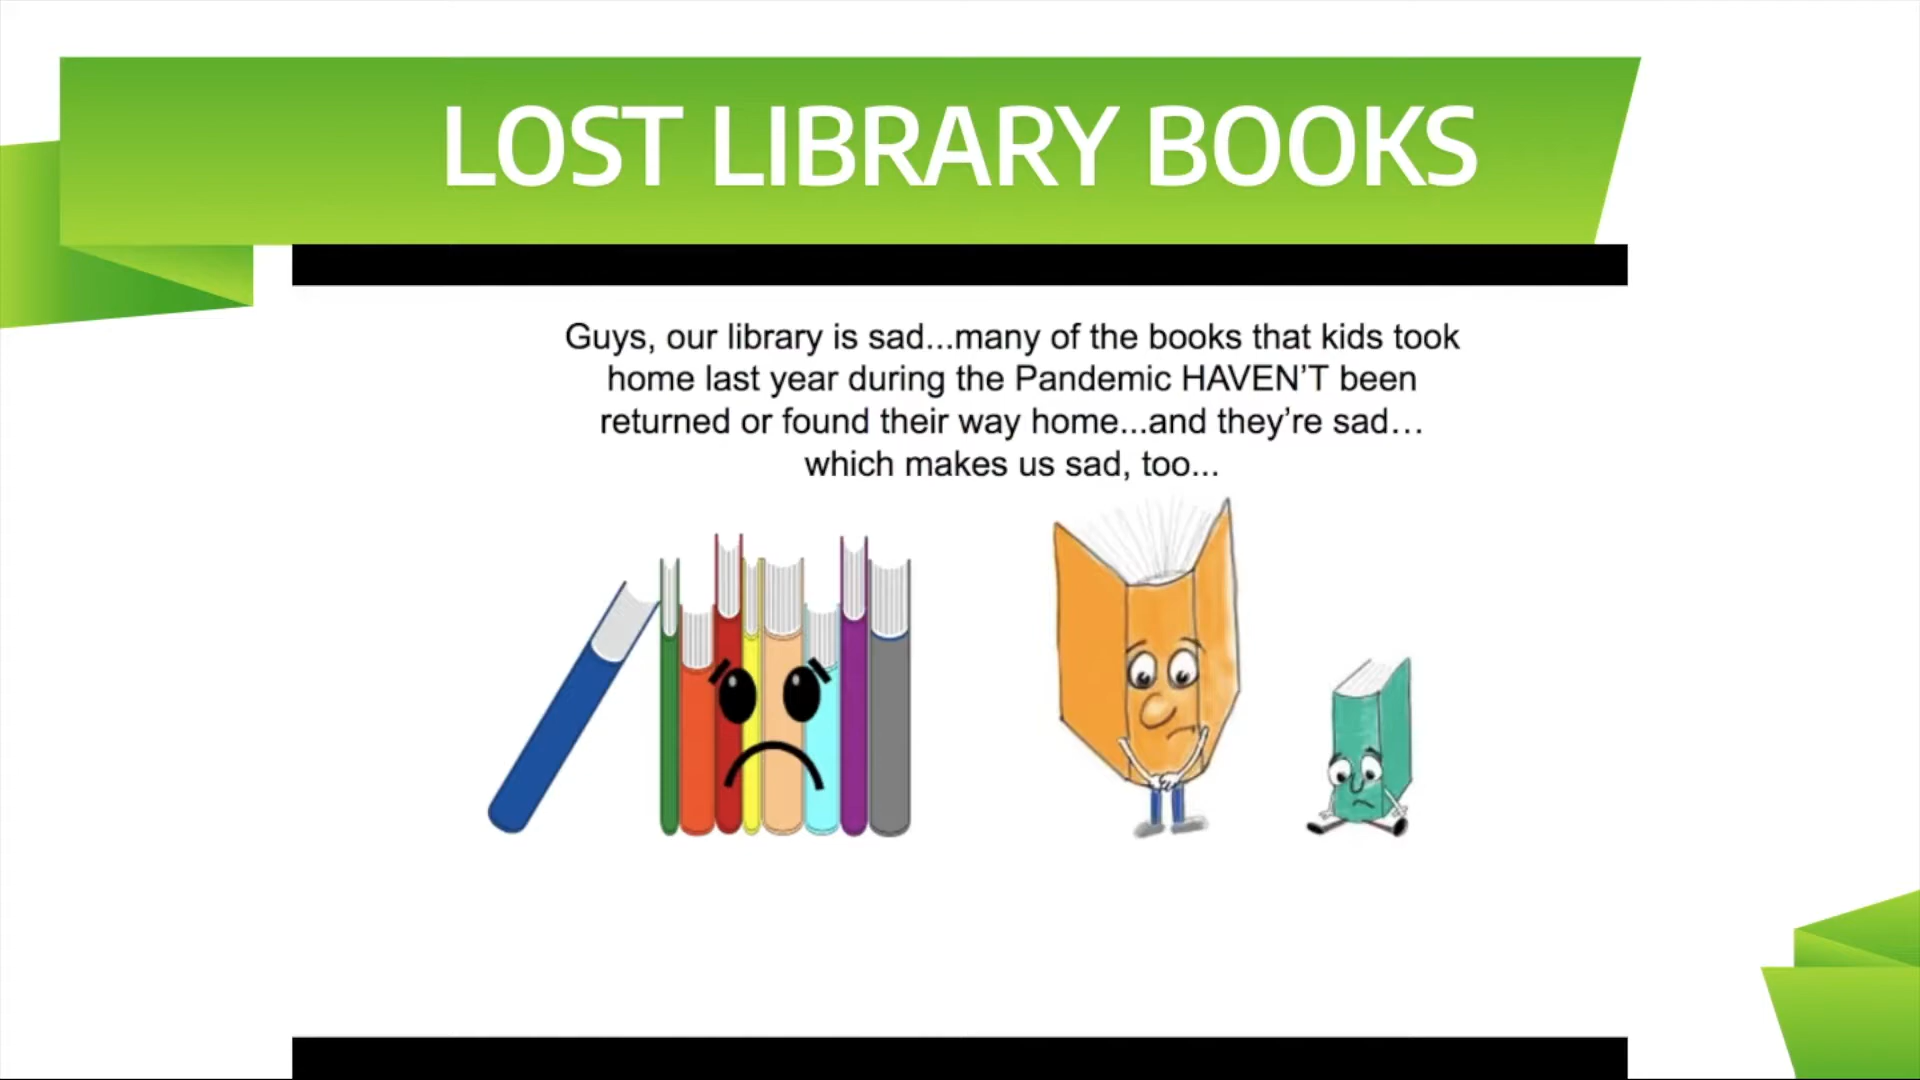 LOST LIBRARY BOOKS
Guys, our library is sad...many of the books that kids took
home last year during the Pandemic HAVEN’T been
returned or found their way home...and they’re sad…
which makes us sad, too...